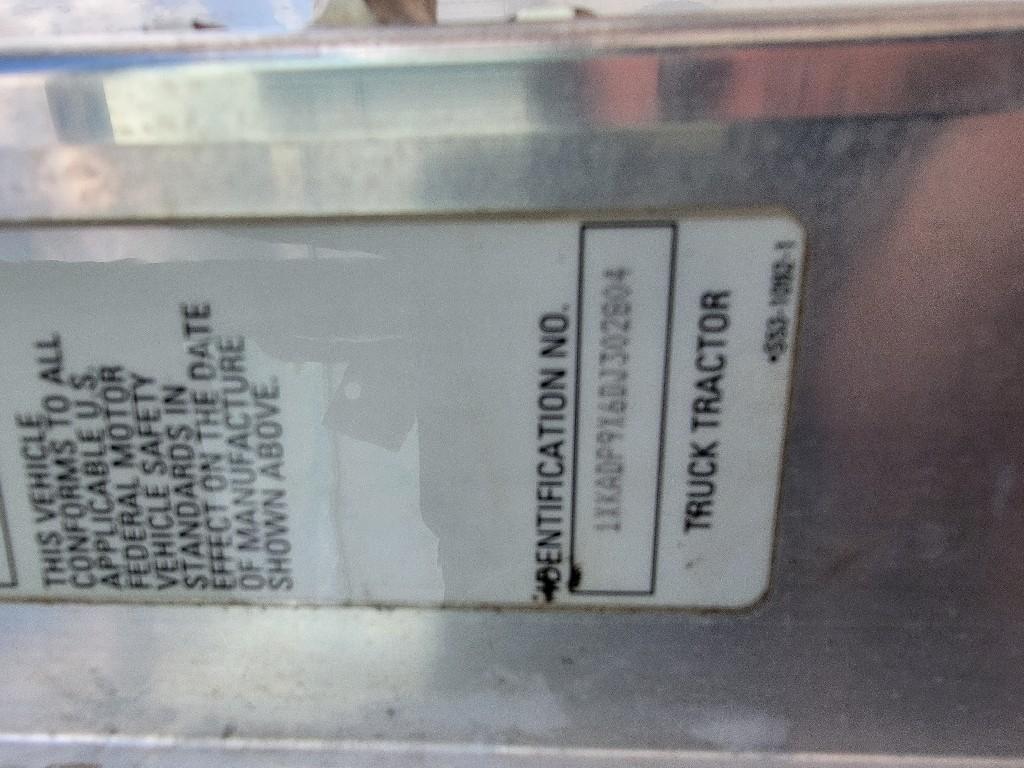 THIS VEHICLE
CONFORMS TO ALL
APPLICABLE U.S.
FEDERAL MOTOR
VEHICLE SAFETY
STANDARDS IN
EFFECT ON THE DATE
OF MANUFACTURE
SHOWN ABOVE.
IDENTIFICATION NO.
1XKADP9X6DJ302804
TRUCK TRACTOR